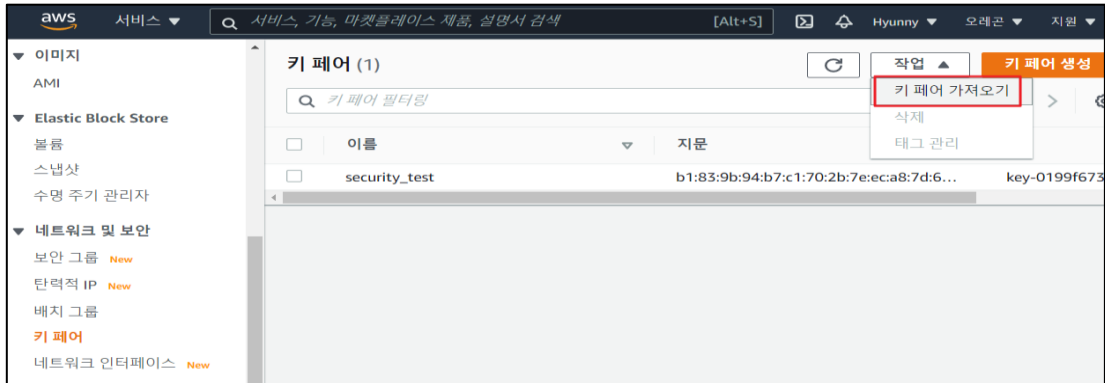 aws 서비스 ▼ 서비스, 기능, 마켓플레이스 제품, 설명서 검색 [Alt+S] Hyunny ▼ 오레곤 ▼ 지원 ▼
▼ 이미지
AMI
▼ Elastic Block Store
볼륨
스냅샷
수명 주기 관리자
▼ 네트워크 및 보안
보안 그룹 New
탄력적 IP New
배치 그룹
키 페어
네트워크 인터페이스 New
키 페어 (1) 작업 ▲ 키 페어 생성
키 페어 필터링
키 페어 가져오기
삭제
태그 관리
이름 지문
security_test b1:83:9b:94:b7:c1:70:2b:7e:ec:a8:7d:6... key-0199f673